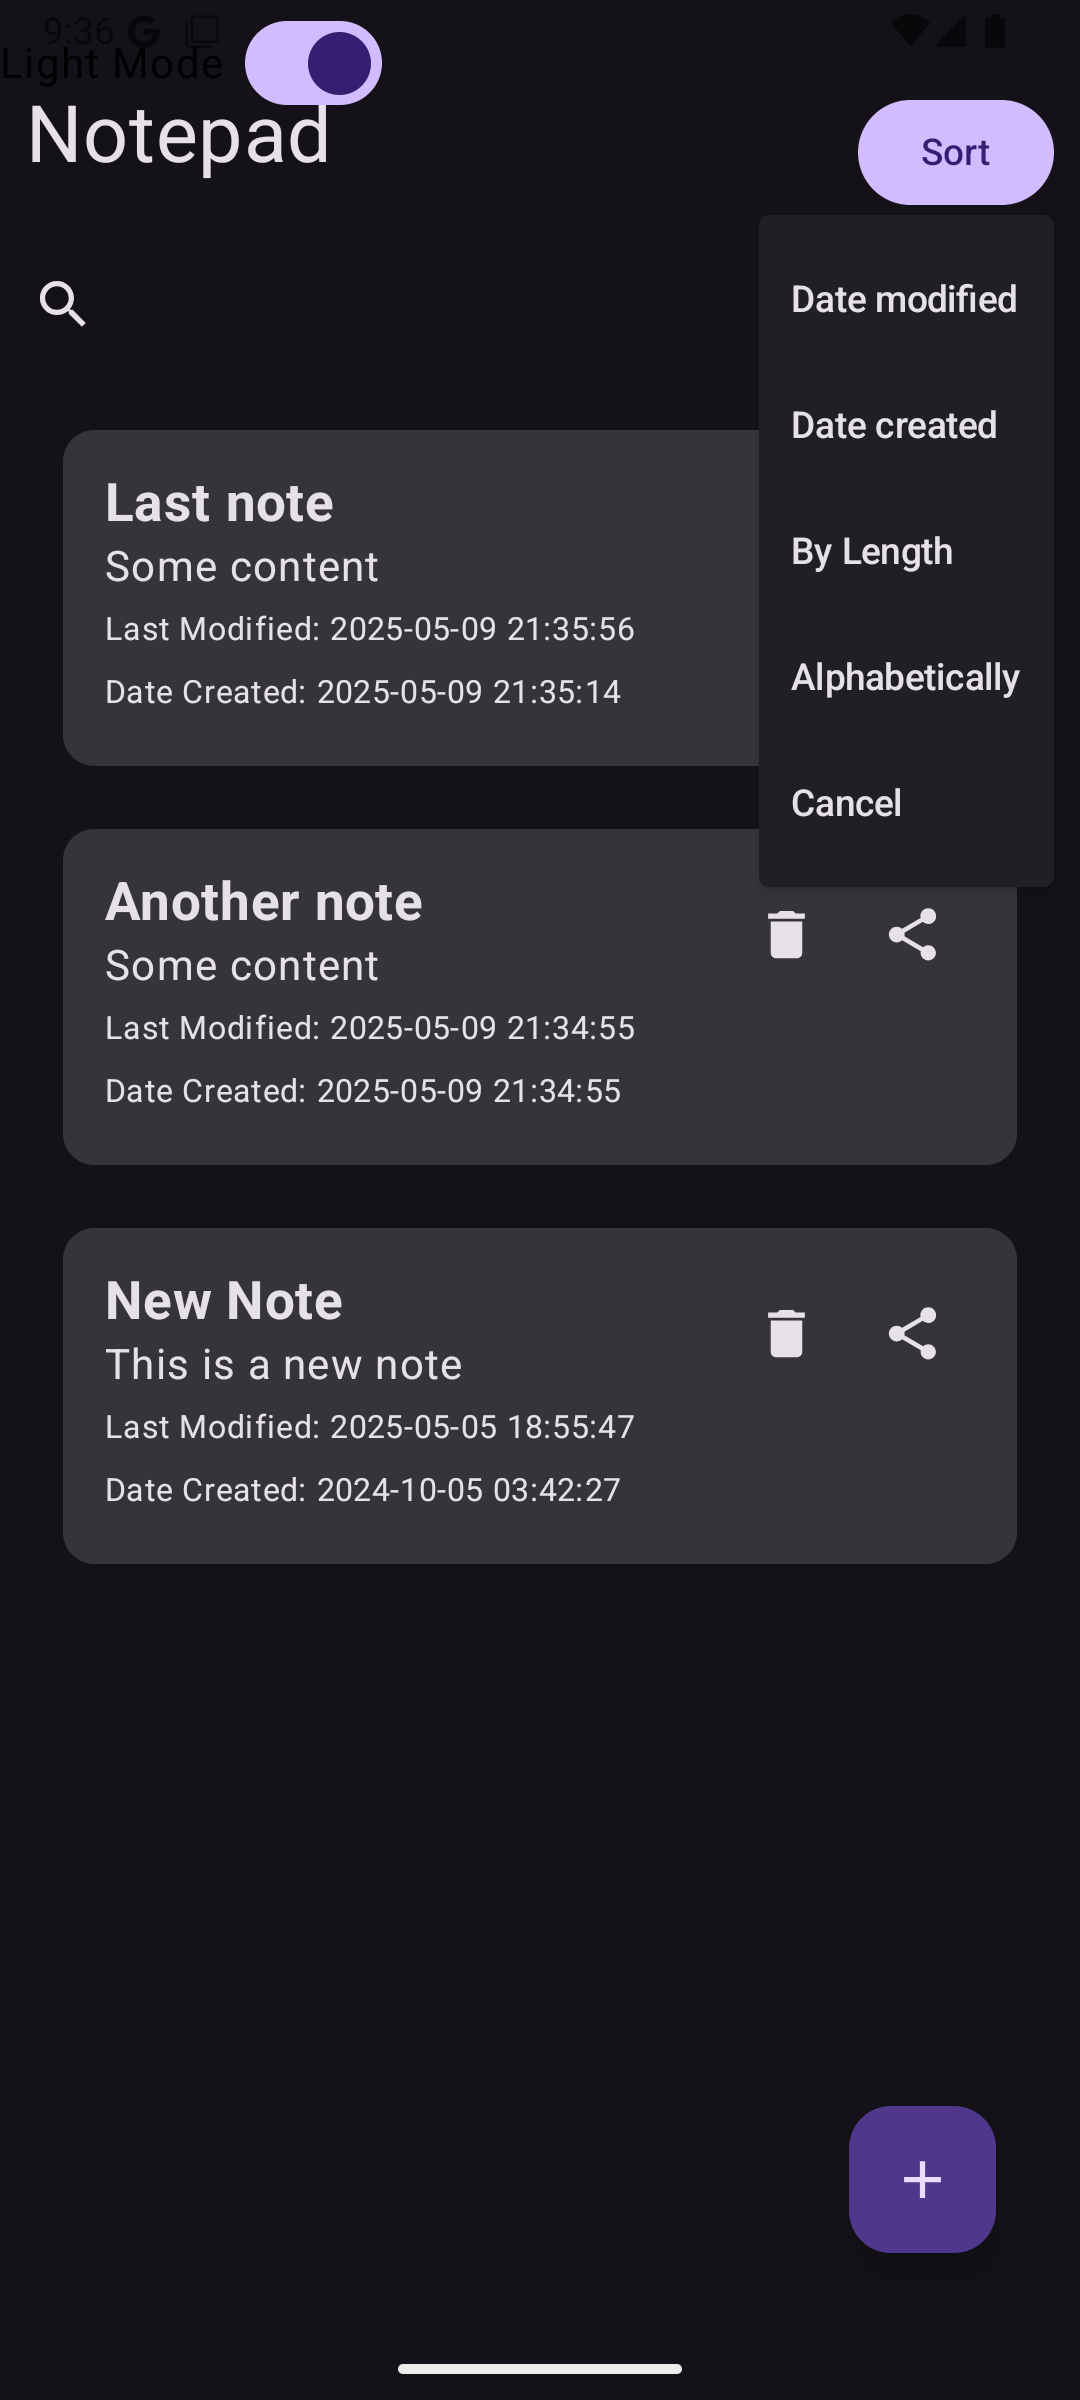 9:36
Light Mode
Notepad
Sort
Date modified
Date created
By Length
Alphabetically
Cancel
Last note
Some content
Last Modified: 2025-05-09 21:35:56
Date Created: 2025-05-09 21:35:14
Another note
Some content
Last Modified: 2025-05-09 21:34:55
Date Created: 2025-05-09 21:34:55
New Note
This is a new note
Last Modified: 2025-05-05 18:55:47
Date Created: 2024-10-05 03:42:27